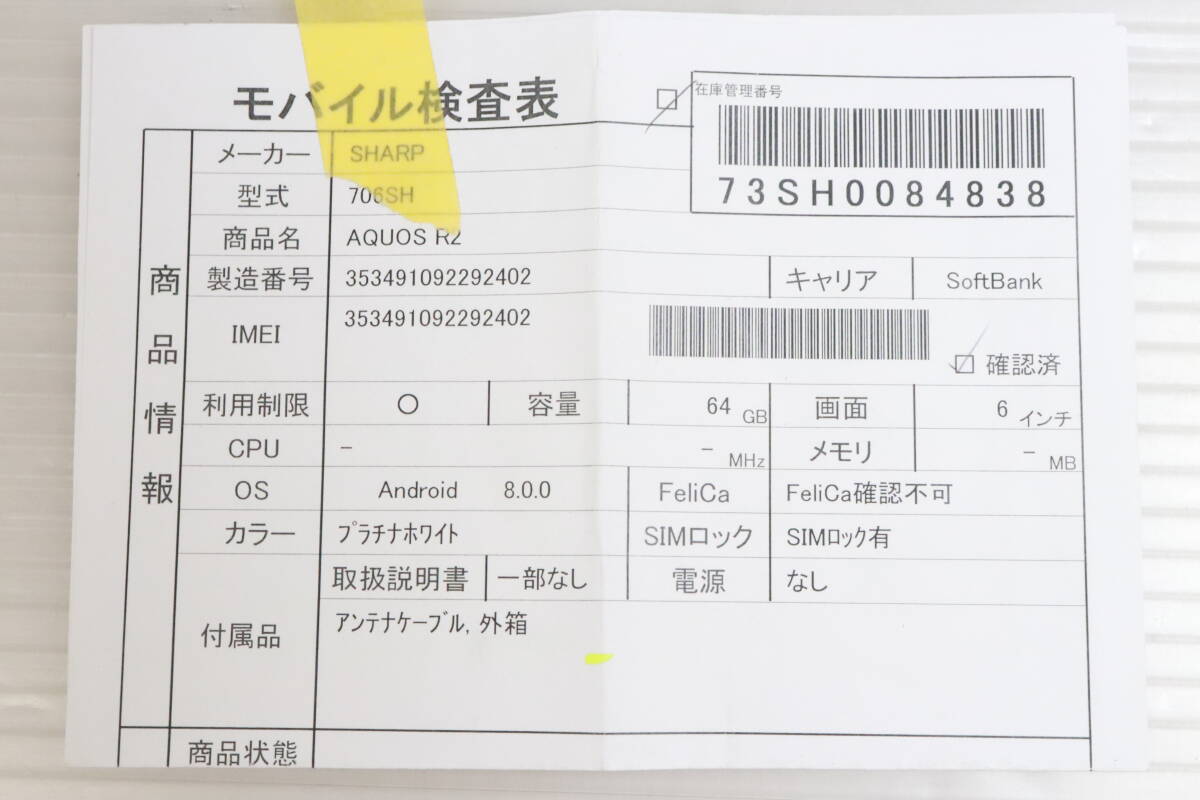 モバイル検査表
在庫管理番号
73SH0084838
商品情報
メーカー SHARP
型式 706SH
商品名 AQUOS R2
製造番号 353491092292402 キャリア SoftBank
IMEI 353491092292402
確認済
利用制限 〇 容量 64 GB 画面 6 インチ
CPU - - MHz メモリ - MB
OS Android 8.0.0 FeliCa FeliCa確認不可
カラー プラチナホワイト SIMロック SIMロック有
付属品 取扱説明書 一部なし 電源 なし
アンテナケーブル, 外箱
商品状態